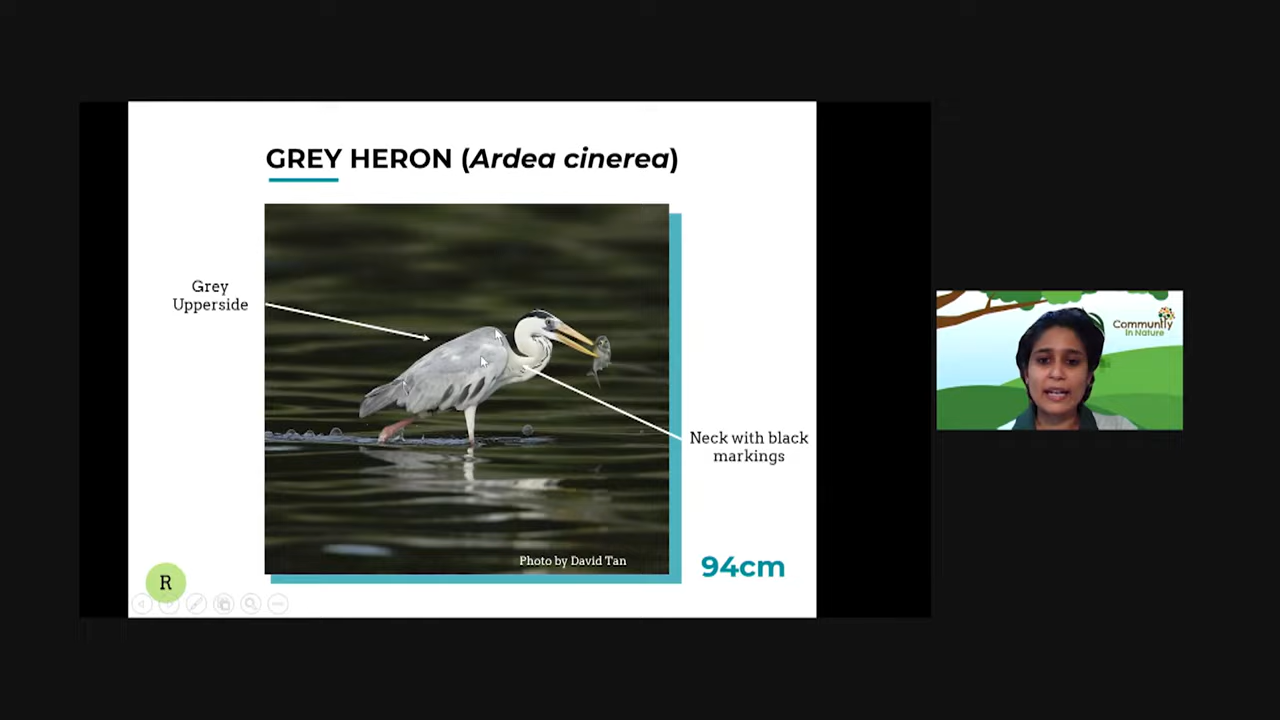 GREY HERON (Ardea cinerea)
Grey
Upperside
Neck with black
markings
Photo by David Tan
94cm
R
Community
In Nature